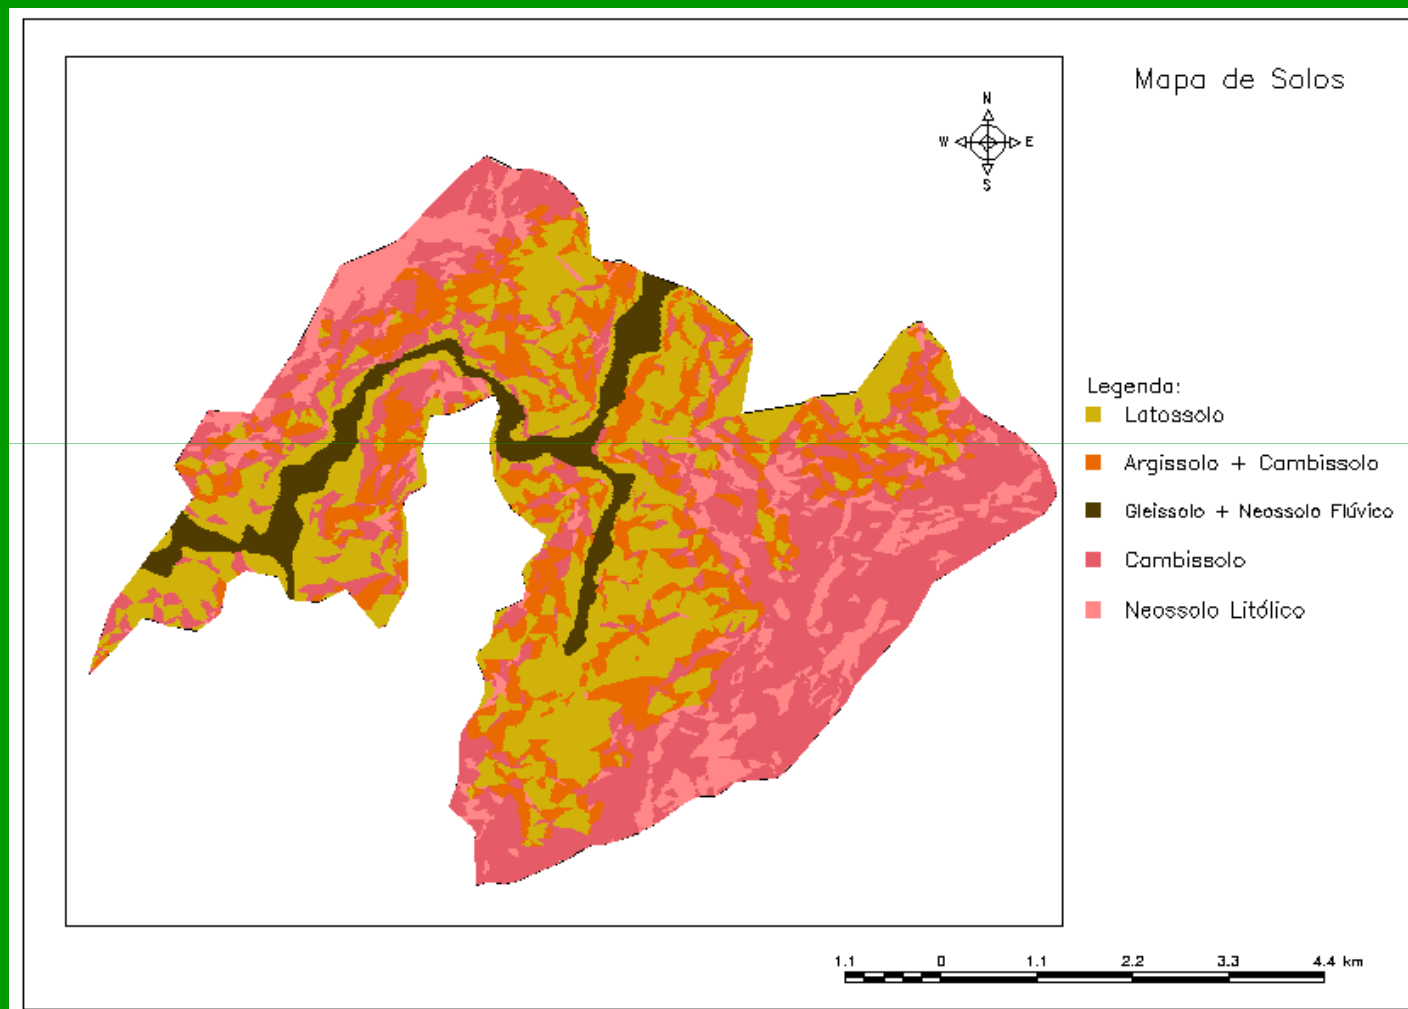 Mapa de Solos
N
W E
S
Legenda:
Latossolo
Argissolo + Cambissolo
Gleissolo + Neossolo Flúvico
Cambissolo
Neossolo Litólico
1.1 0 1.1 2.2 3.3 4.4 km